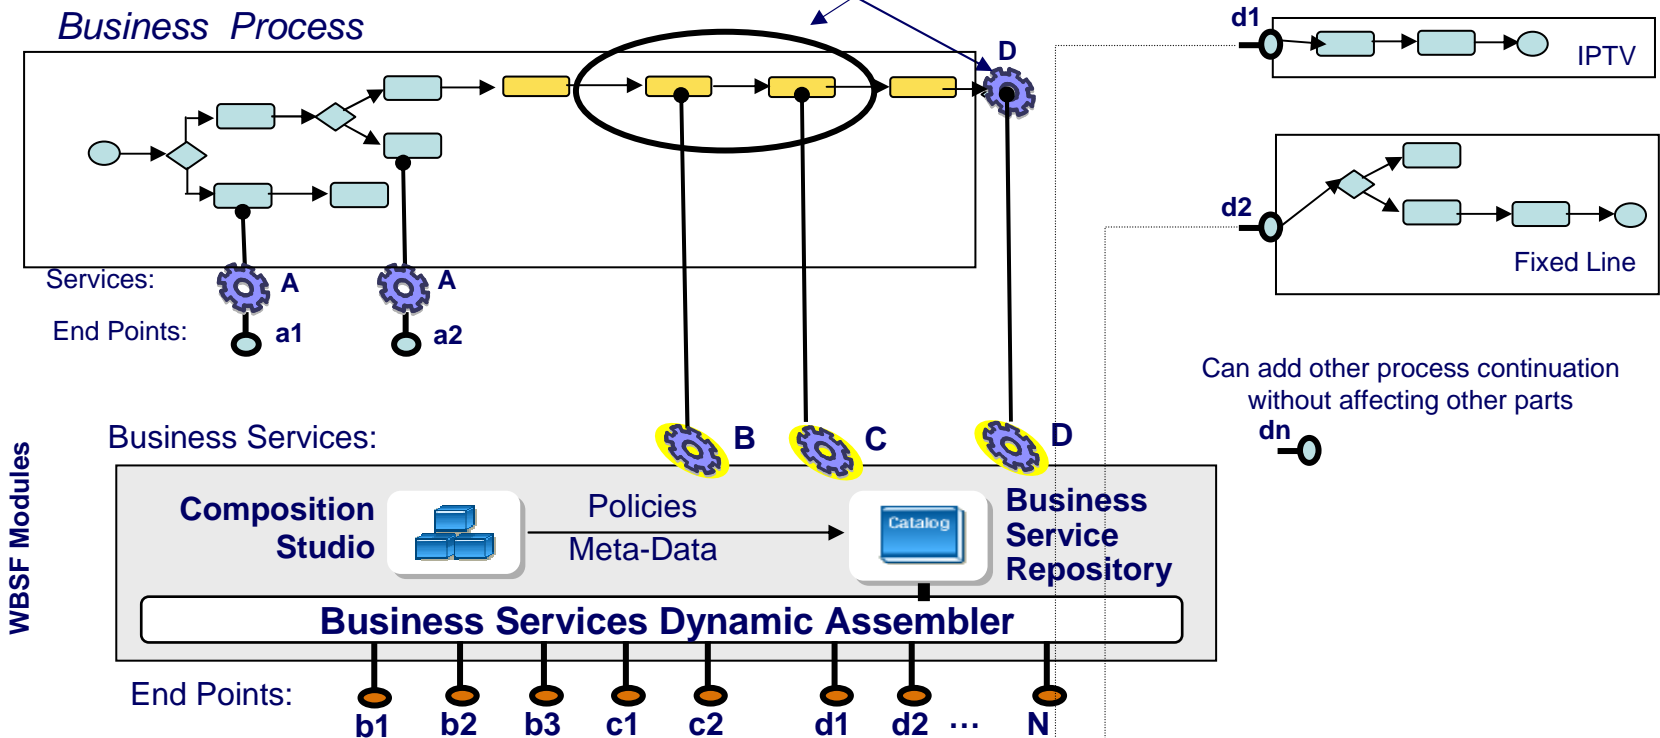 Business Process
D
d1
IPTV
d2
Fixed Line
Services:
A
A
End Points:
a1
a2
Can add other process continuation
without affecting other parts
dn
Business Services:
B
C
D
WBSF Modules
Composition
Studio
Policies
Meta-Data
Catalog
Business
Service
Repository
Business Services Dynamic Assembler
End Points:
b1
b2
b3
c1
c2
d1
d2
...
N